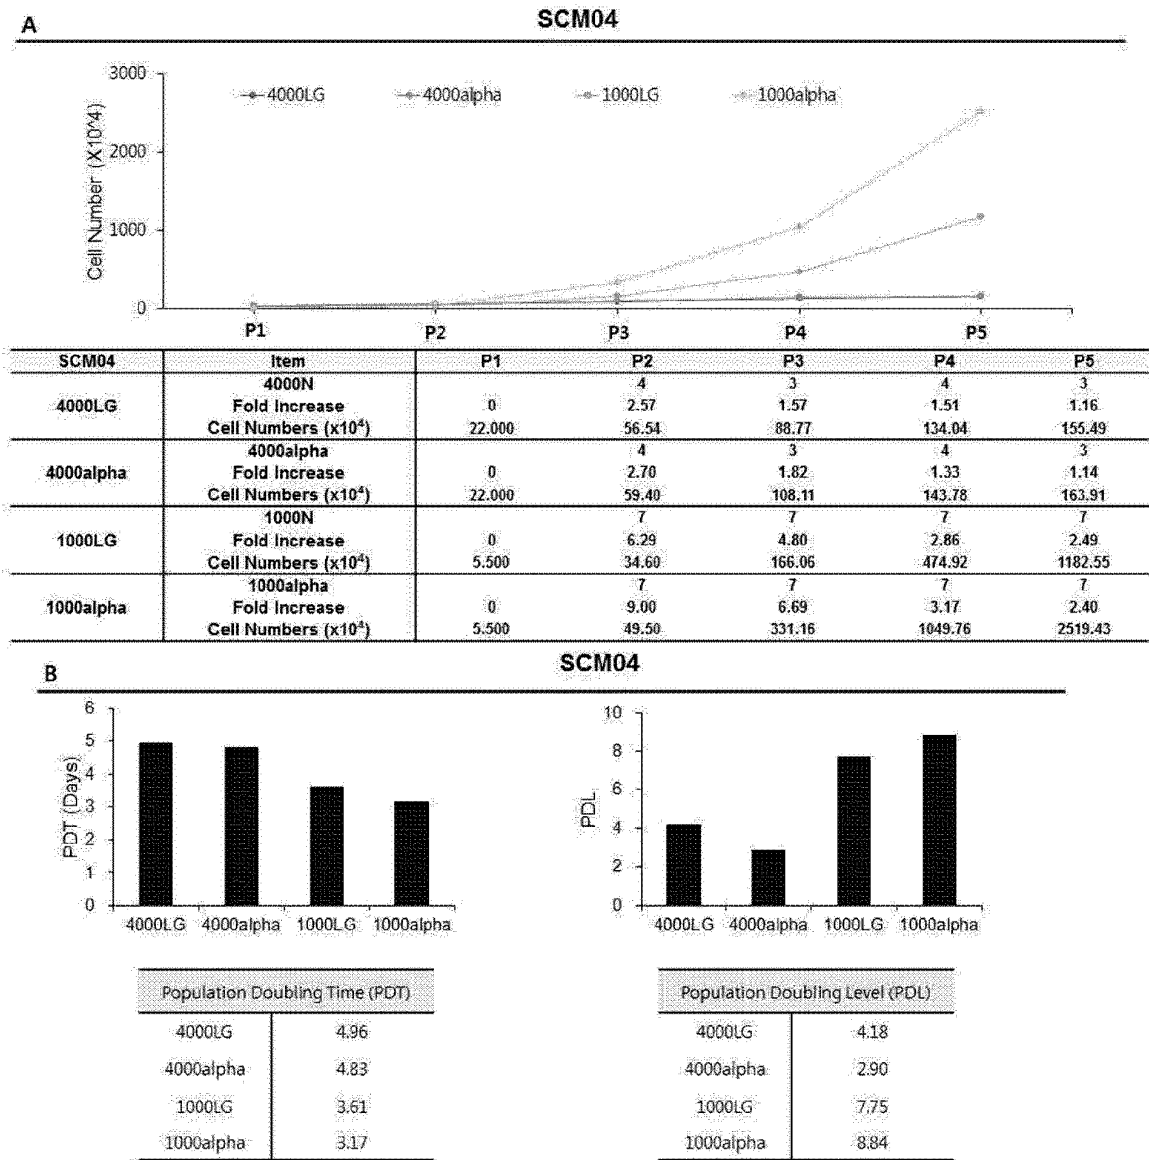 A
SCM04
3000
2000
1000
0
Cell Number (X10^4)
4000LG 4000alpha 1000LG 1000alpha
P1 P2 P3 P4 P5
SCM04 Item P1 P2 P3 P4 P5
4000LG
4000N 4 3 4 3
Fold Increase 0 2.57 1.57 1.51 1.16
Cell Numbers (x10⁴) 22.000 56.54 88.77 134.04 155.49
4000alpha
4000alpha 4 3 4 3
Fold Increase 0 2.70 1.82 1.33 1.14
Cell Numbers (x10⁴) 22.000 59.40 108.11 143.78 163.91
1000LG
1000N 7 7 7 7
Fold Increase 0 6.29 4.80 2.86 2.49
Cell Numbers (x10⁴) 5.500 34.60 166.06 474.92 1182.55
1000alpha
1000alpha 7 7 7 7
Fold Increase 0 9.00 6.69 3.17 2.40
Cell Numbers (x10⁴) 5.500 49.50 331.16 1049.76 2519.43
B
SCM04
6
5
4
3
2
1
0
PDT (Days)
4000LG 4000alpha 1000LG 1000alpha
10
8
6
4
2
0
PDL
4000LG 4000alpha 1000LG 1000alpha
Population Doubling Time (PDT)
4000LG 4.96
4000alpha 4.83
1000LG 3.61
1000alpha 3.17
Population Doubling Level (PDL)
4000LG 4.18
4000alpha 2.90
1000LG 7.75
1000alpha 8.84